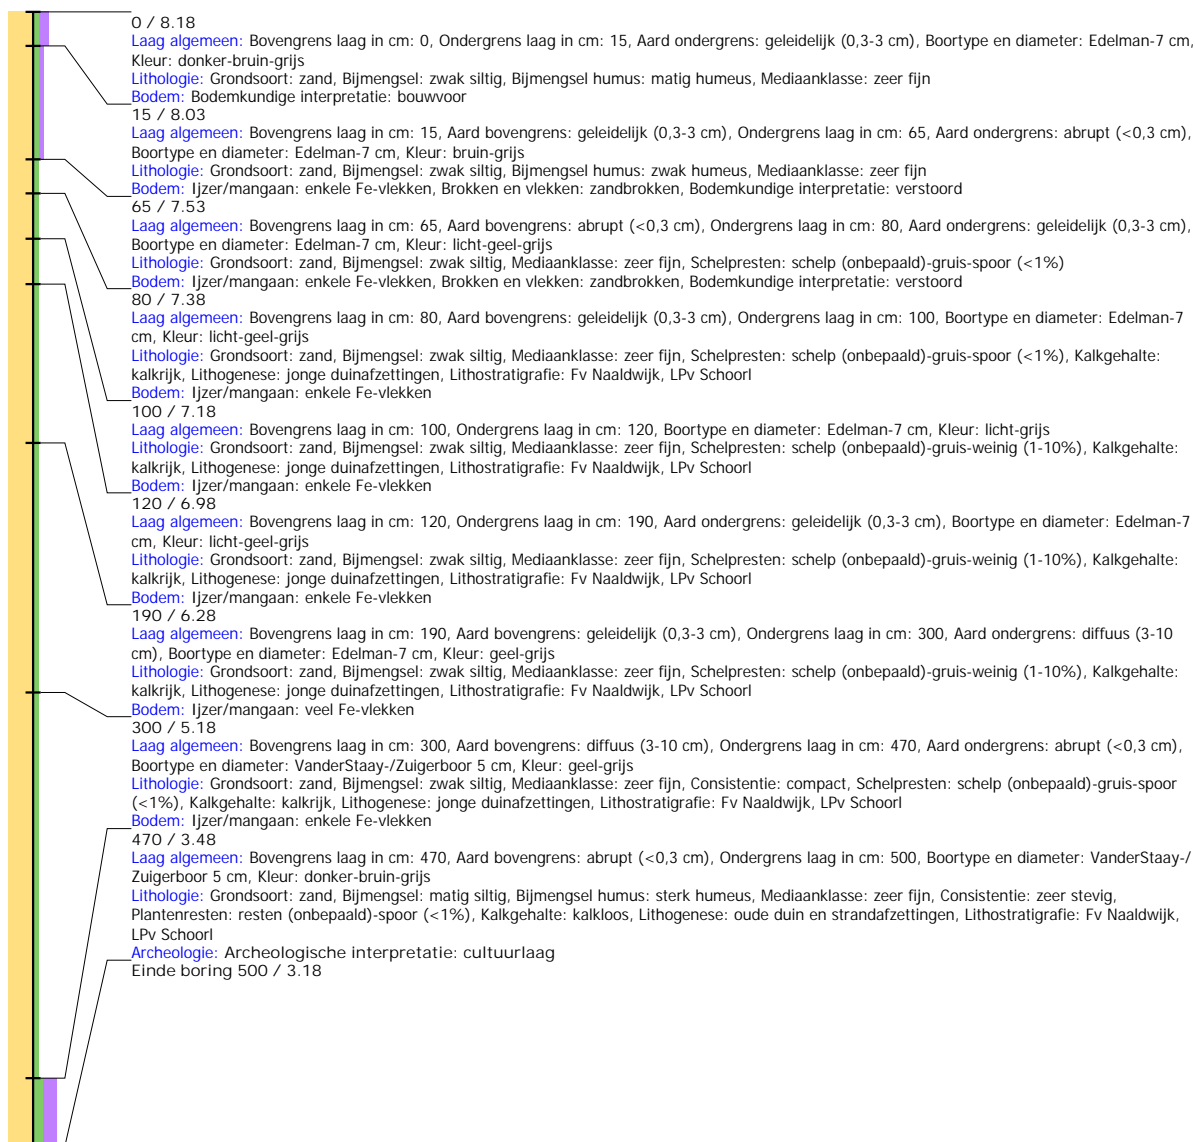 0 / 8.18
Laag algemeen: Bovengrens laag in cm: 0, Ondergrens laag in cm: 15, Aard ondergrens: geleidelijk (0,3-3 cm), Boortype en diameter: Edelman-7 cm,
Kleur: donker-bruin-grijs
Lithologie: Grondsoort: zand, Bijmengsel: zwak siltig, Bijmengsel humus: matig humeus, Mediaanklasse: zeer fijn
Bodem: Bodemkundige interpretatie: bouwvoor
15 / 8.03
Laag algemeen: Bovengrens laag in cm: 15, Aard bovengrens: geleidelijk (0,3-3 cm), Ondergrens laag in cm: 65, Aard ondergrens: abrupt (<0,3 cm),
Boortype en diameter: Edelman-7 cm, Kleur: bruin-grijs
Lithologie: Grondsoort: zand, Bijmengsel: zwak siltig, Bijmengsel humus: zwak humeus, Mediaanklasse: zeer fijn
Bodem: Ijzer/mangaan: enkele Fe-vlekken, Brokken en vlekken: zandbrokken, Bodemkundige interpretatie: verstoord
65 / 7.53
Laag algemeen: Bovengrens laag in cm: 65, Aard bovengrens: abrupt (<0,3 cm), Ondergrens laag in cm: 80, Aard ondergrens: geleidelijk (0,3-3 cm),
Boortype en diameter: Edelman-7 cm, Kleur: licht-geel-grijs
Lithologie: Grondsoort: zand, Bijmengsel: zwak siltig, Mediaanklasse: zeer fijn, Schelpresten: schelp (onbepaald)-gruis-spoor (<1%)
Bodem: Ijzer/mangaan: enkele Fe-vlekken, Brokken en vlekken: zandbrokken, Bodemkundige interpretatie: verstoord
80 / 7.38
Laag algemeen: Bovengrens laag in cm: 80, Aard bovengrens: geleidelijk (0,3-3 cm), Ondergrens laag in cm: 100, Boortype en diameter: Edelman-7
cm, Kleur: licht-geel-grijs
Lithologie: Grondsoort: zand, Bijmengsel: zwak siltig, Mediaanklasse: zeer fijn, Schelpresten: schelp (onbepaald)-gruis-spoor (<1%), Kalkgehalte:
kalkrijk, Lithogenese: jonge duinafzettingen, Lithostratigrafie: Fv Naaldwijk, LPv Schoorl
Bodem: Ijzer/mangaan: enkele Fe-vlekken
100 / 7.18
Laag algemeen: Bovengrens laag in cm: 100, Ondergrens laag in cm: 120, Boortype en diameter: Edelman-7 cm, Kleur: licht-grijs
Lithologie: Grondsoort: zand, Bijmengsel: zwak siltig, Mediaanklasse: zeer fijn, Schelpresten: schelp (onbepaald)-gruis-weinig (1-10%), Kalkgehalte:
kalkrijk, Lithogenese: jonge duinafzettingen, Lithostratigrafie: Fv Naaldwijk, LPv Schoorl
Bodem: Ijzer/mangaan: enkele Fe-vlekken
120 / 6.98
Laag algemeen: Bovengrens laag in cm: 120, Ondergrens laag in cm: 190, Aard ondergrens: geleidelijk (0,3-3 cm), Boortype en diameter: Edelman-7
cm, Kleur: licht-geel-grijs
Lithologie: Grondsoort: zand, Bijmengsel: zwak siltig, Mediaanklasse: zeer fijn, Schelpresten: schelp (onbepaald)-gruis-weinig (1-10%), Kalkgehalte:
kalkrijk, Lithogenese: jonge duinafzettingen, Lithostratigrafie: Fv Naaldwijk, LPv Schoorl
Bodem: Ijzer/mangaan: enkele Fe-vlekken
190 / 6.28
Laag algemeen: Bovengrens laag in cm: 190, Aard bovengrens: geleidelijk (0,3-3 cm), Ondergrens laag in cm: 300, Aard ondergrens: diffuus (3-10
cm), Boortype en diameter: Edelman-7 cm, Kleur: geel-grijs
Lithologie: Grondsoort: zand, Bijmengsel: zwak siltig, Mediaanklasse: zeer fijn, Schelpresten: schelp (onbepaald)-gruis-weinig (1-10%), Kalkgehalte:
kalkrijk, Lithogenese: jonge duinafzettingen, Lithostratigrafie: Fv Naaldwijk, LPv Schoorl
Bodem: Ijzer/mangaan: veel Fe-vlekken
300 / 5.18
Laag algemeen: Bovengrens laag in cm: 300, Aard bovengrens: diffuus (3-10 cm), Ondergrens laag in cm: 470, Aard ondergrens: abrupt (<0,3 cm),
Boortype en diameter: VanderStaay-/Zuigerboor 5 cm, Kleur: geel-grijs
Lithologie: Grondsoort: zand, Bijmengsel: zwak siltig, Mediaanklasse: zeer fijn, Consistentie: compact, Schelpresten: schelp (onbepaald)-gruis-spoor
(<1%), Kalkgehalte: kalkrijk, Lithogenese: jonge duinafzettingen, Lithostratigrafie: Fv Naaldwijk, LPv Schoorl
Bodem: Ijzer/mangaan: enkele Fe-vlekken
470 / 3.48
Laag algemeen: Bovengrens laag in cm: 470, Aard bovengrens: abrupt (<0,3 cm), Ondergrens laag in cm: 500, Boortype en diameter: VanderStaay-/
Zuigerboor 5 cm, Kleur: donker-bruin-grijs
Lithologie: Grondsoort: zand, Bijmengsel: matig siltig, Bijmengsel humus: sterk humeus, Mediaanklasse: zeer fijn, Consistentie: zeer stevig,
Plantenresten: resten (onbepaald)-spoor (<1%), Kalkgehalte: kalkloos, Lithogenese: oude duin en strandafzettingen, Lithostratigrafie: Fv Naaldwijk,
LPv Schoorl
Archeologie: Archeologische interpretatie: cultuurlaag
Einde boring 500 / 3.18